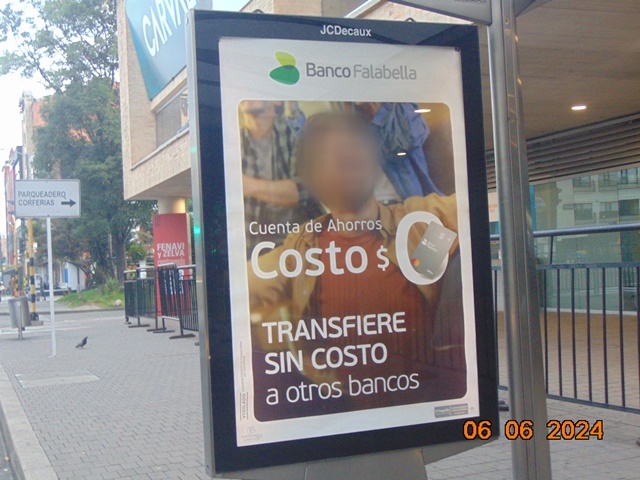 CARVAL
JCDecaux
Banco Falabella
PARQUEADERO
CORFERIAS
FENAVI
Y ZELVA
Cuenta de Ahorros
Costo $0
TRANSFIERE
SIN COSTO
a otros bancos
06 06 2024